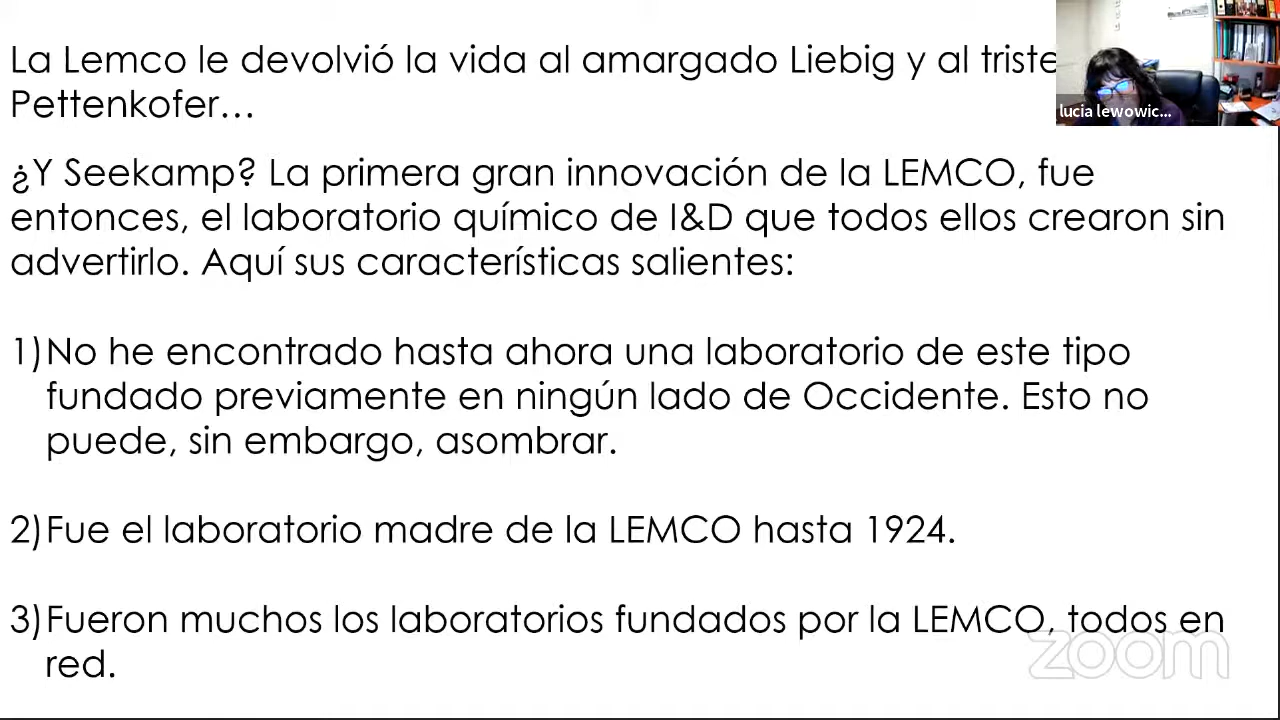 La Lemco le devolvió la vida al amargado Liebig y al triste
Pettenkofer…
lucia lewowic...
¿Y Seekamp? La primera gran innovación de la LEMCO, fue
entonces, el laboratorio químico de I&D que todos ellos crearon sin
advertirlo. Aquí sus características salientes:
1) No he encontrado hasta ahora una laboratorio de este tipo
fundado previamente en ningún lado de Occidente. Esto no
puede, sin embargo, asombrar.
2) Fue el laboratorio madre de la LEMCO hasta 1924.
3) Fueron muchos los laboratorios fundados por la LEMCO, todos en
red.
zoom